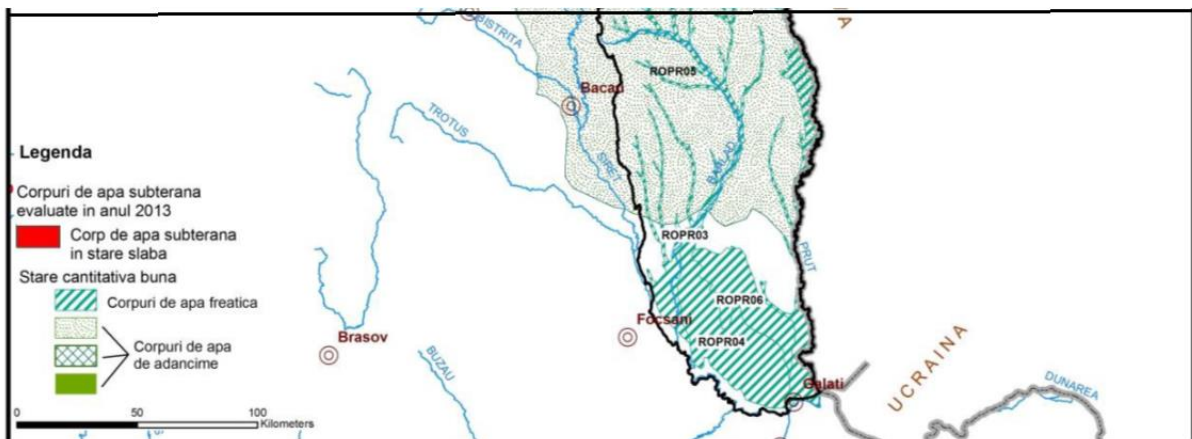 BISTRITA
ROPR05
Bacau
TROTUS
SIRET
BARLAD
Legenda
Corpuri de apa subterana
evaluate in anul 2013
Corp de apa subterana
in stare slaba
Stare cantitativa buna
Corpuri de apa freatica
Corpuri de apa
de adancime
0 50 100
Kilometers
ROPR03
PRUT
ROPR06
Focsani
Brasov
ROPR04
BUZAU
Galati
UCRAINA
DUNAREA